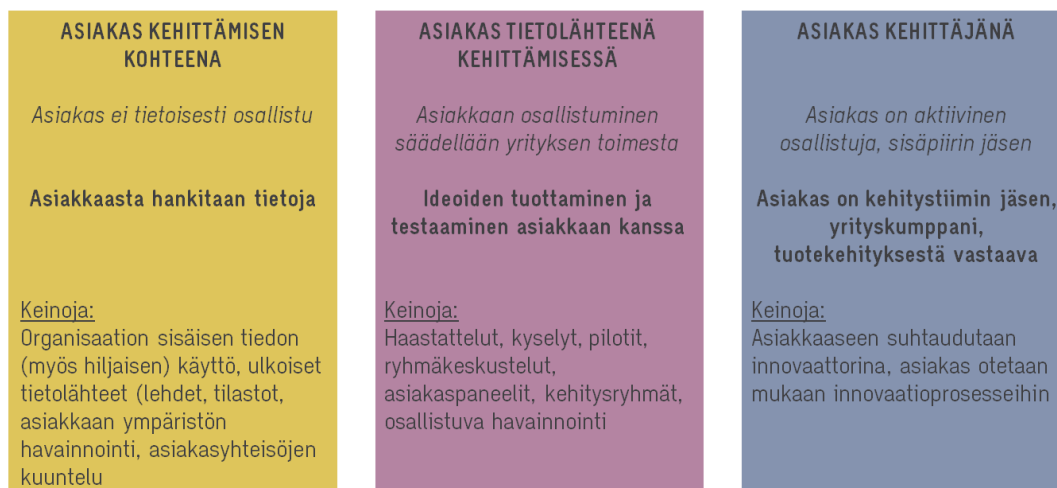 ASIAKAS KEHITTÄMISEN
KOHTEENA
Asiakas ei tietoisesti osallistu
Asiakkaasta hankitaan tietoja
Keinoja:
Organisaation sisäisen tiedon
(myös hiljaisen) käyttö, ulkoiset
tietolähteet (lehdet, tilastot,
asiakkaan ympäristön
havainnointi, asiakasyhteisöjen
kuuntelu
ASIAKAS TIETOLÄHTEENÄ
KEHITTÄMISESSÄ
Asiakkaan osallistuminen
säädellään yrityksen toimesta
Ideoiden tuottaminen ja
testaaminen asiakkaan kanssa
Keinoja:
Haastattelut, kyselyt, pilotit,
ryhmäkeskustelut,
asiakaspaneelit, kehitysryhmät,
osallistuva havainnointi
ASIAKAS KEHITTÄJÄNÄ
Asiakas on aktiivinen
osallistuja, sisäpiirin jäsen
Asiakas on kehitystiimin jäsen,
yrityskumppani,
tuotekehityksestä vastaava
Keinoja:
Asiakkaaseen suhtaudutaan
innovaattorina, asiakas otetaan
mukaan innovaatioprosesseihin